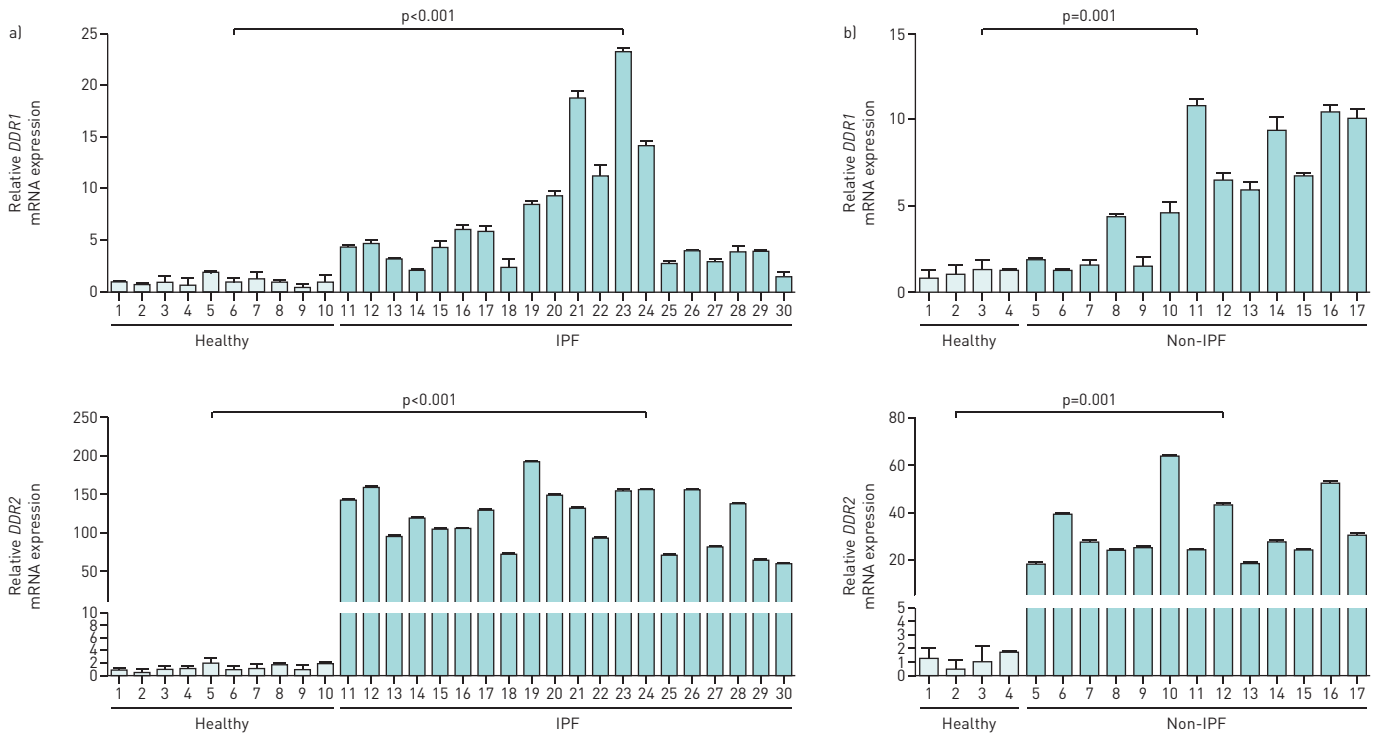 a)
p<0.001
Relative DDR1
mRNA expression
25
20
15
10
5
0
1 2 3 4 5 6 7 8 9 10 11 12 13 14 15 16 17 18 19 20 21 22 23 24 25 26 27 28 29 30
Healthy IPF
b)
p=0.001
Relative DDR1
mRNA expression
15
10
5
0
1 2 3 4 5 6 7 8 9 10 11 12 13 14 15 16 17
Healthy Non-IPF
p<0.001
Relative DDR2
mRNA expression
250
200
150
100
50
10
8
6
4
2
0
1 2 3 4 5 6 7 8 9 10 11 12 13 14 15 16 17 18 19 20 21 22 23 24 25 26 27 28 29 30
Healthy IPF
p=0.001
Relative DDR2
mRNA expression
80
60
40
20
5
4
3
2
1
0
1 2 3 4 5 6 7 8 9 10 11 12 13 14 15 16 17
Healthy Non-IPF